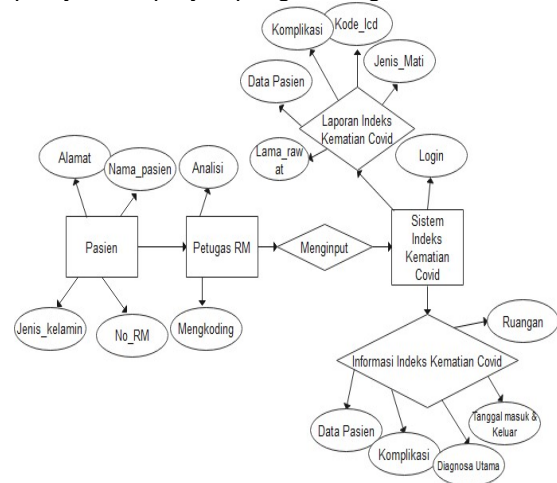 Komplikasi
Kode_Icd
Jenis_Mati
Data Pasien
Laporan Indeks
Kematian Covid
Lama_raw
at
Login
Alamat
Nama_pasien
Analisi
Pasien
Petugas RM
Menginput
Sistem
Indeks
Kematian
Covid
Jenis_kelamin
No_RM
Mengkoding
Ruangan
Informasi Indeks Kematian Covid
Tanggal masuk &
Keluar
Data Pasien
Komplikasi
Diagnosa Utama